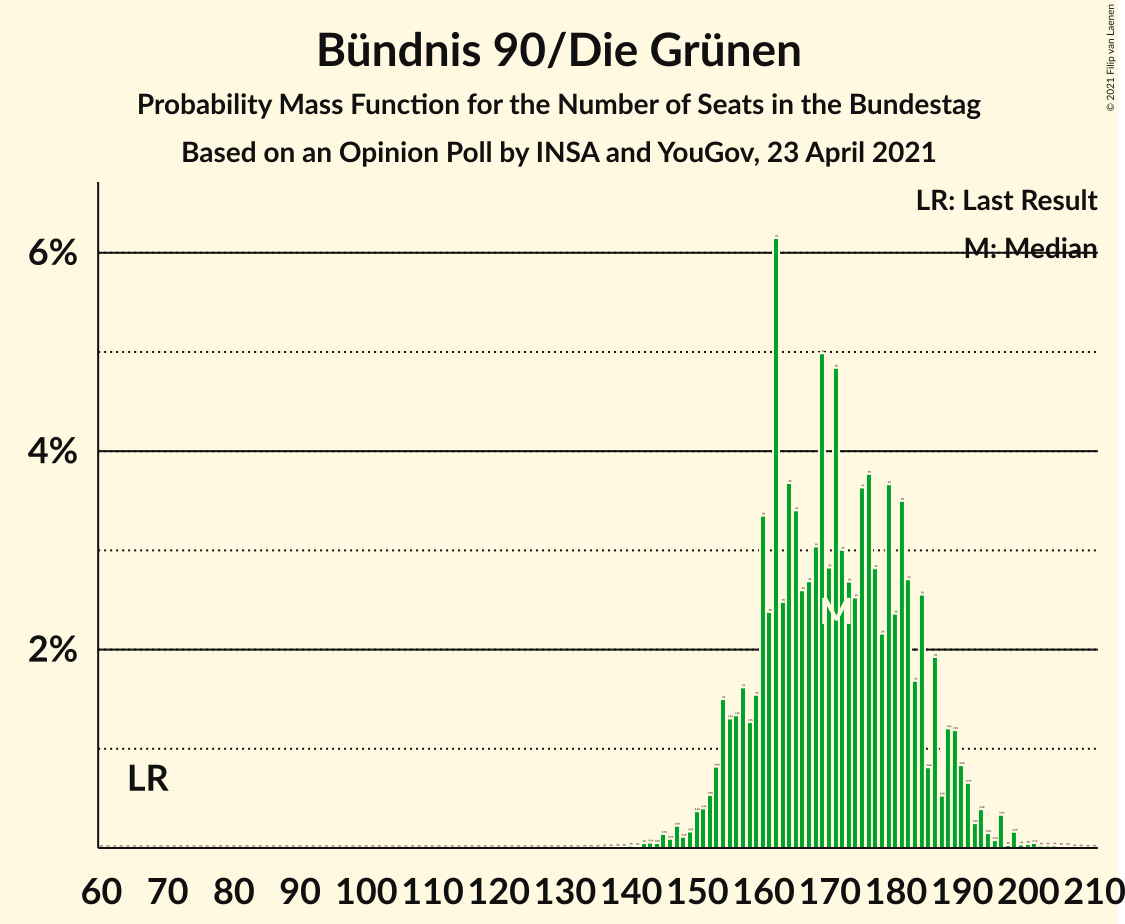 Bündnis 90/Die Grünen
Probability Mass Function for the Number of Seats in the Bundestag
Based on an Opinion Poll by INSA and YouGov, 23 April 2021
© 2021 Filip van Laenen
LR: Last Result
M: Median
6%
4%
2%
LR
M
60 70 80 90 100 110 120 130 140 150 160 170 180 190 200 210